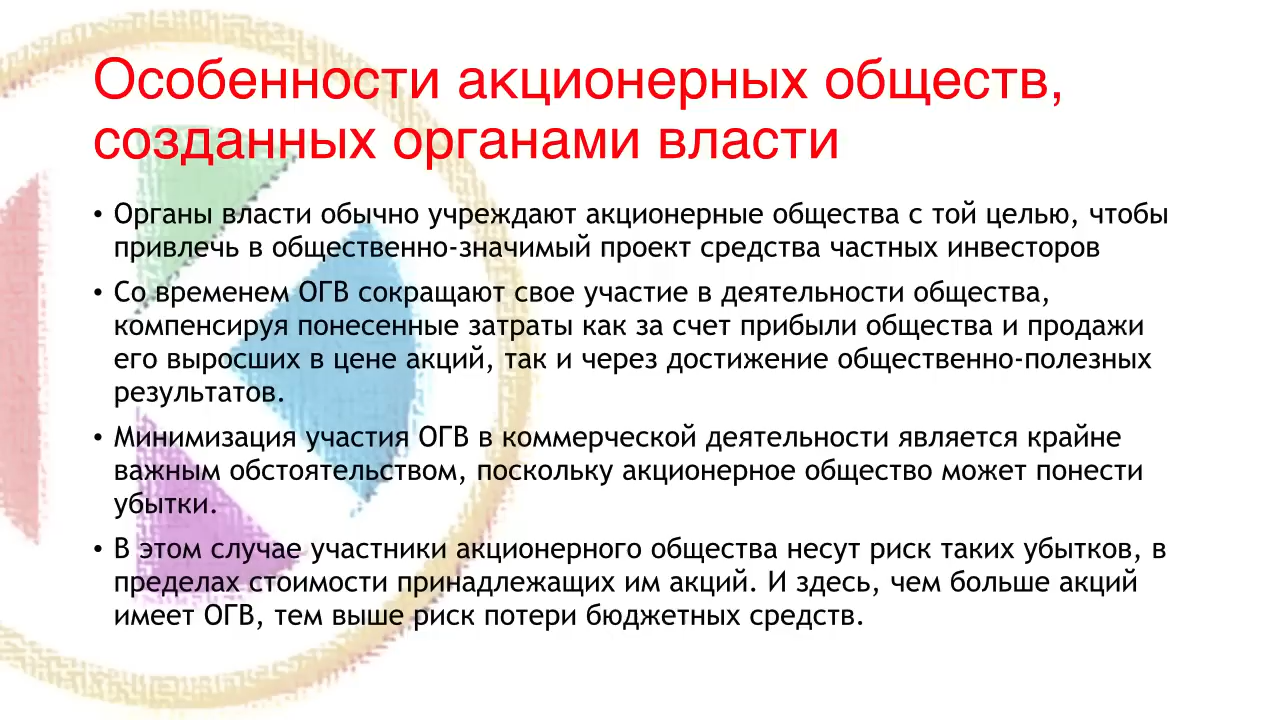 Особенности акционерных обществ,
созданных органами власти
• Органы власти обычно учреждают акционерные общества с той целью, чтобы
привлечь в общественно-значимый проект средства частных инвесторов
• Со временем ОГВ сокращают свое участие в деятельности общества,
компенсируя понесенные затраты как за счет прибыли общества и продажи
его выросших в цене акций, так и через достижение общественно-полезных
результатов.
• Минимизация участия ОГВ в коммерческой деятельности является крайне
важным обстоятельством, поскольку акционерное общество может понести
убытки.
• В этом случае участники акционерного общества несут риск таких убытков, в
пределах стоимости принадлежащих им акций. И здесь, чем больше акций
имеет ОГВ, тем выше риск потери бюджетных средств.